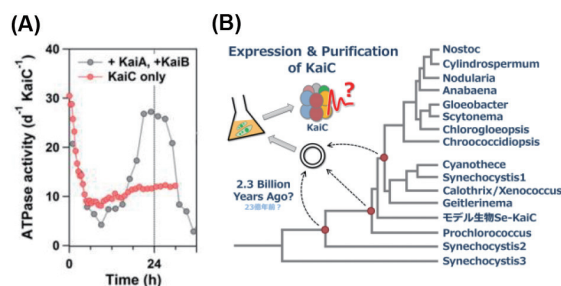 (A)
ATPase activity (d⁻¹ KaiC⁻¹)
40
30
20
10
0
+ KaiA, +KaiB
KaiC only
0
24
Time (h)
(B)
Expression & Purification
of KaiC
?
KaiC
2.3 Billion
Years Ago?
23億年前?
Nostoc
Cylindrospermum
Nodularia
Anabaena
Gloeobacter
Scytonema
Chlorogloeopsis
Chroococcidiopsis
Cyanothece
Synechocystis1
Calothrix/Xenococcus
Geitlerinema
モデル生物Se-KaiC
Prochlorococcus
Synechocystis2
Synechocystis3